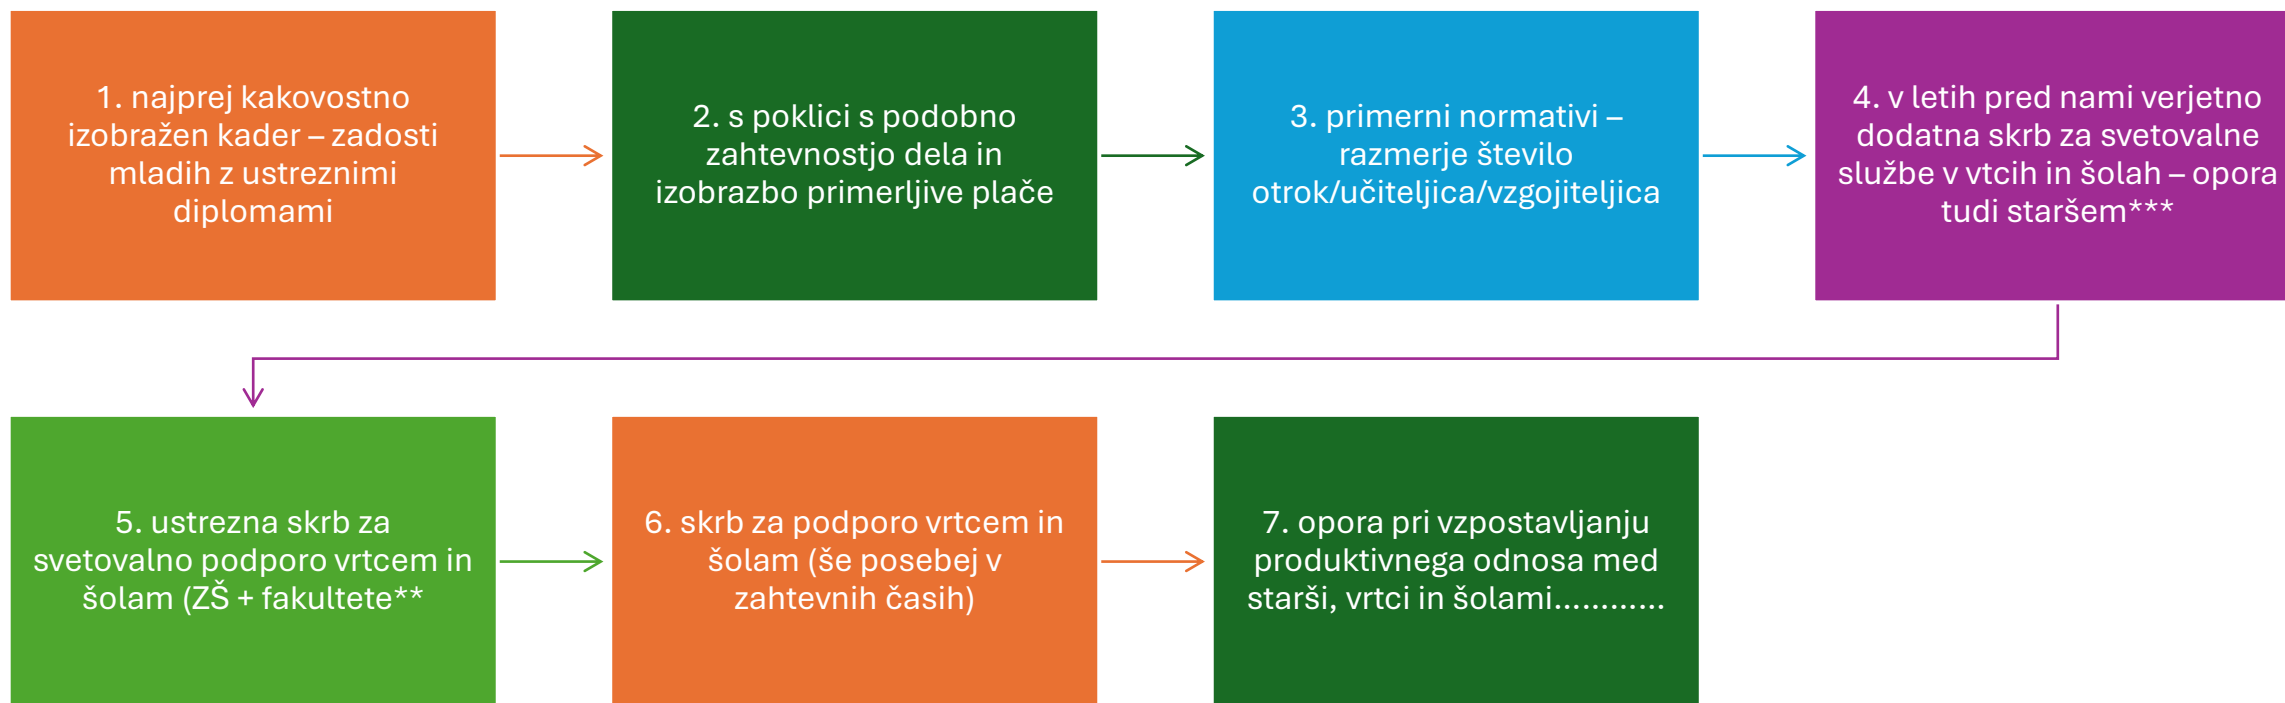 1. najprej kakovostno
izobražen kader – zadosti
mladih z ustreznimi
diplomami
2. s poklici s podobno
zahtevnostjo dela in
izobrazbo primerljive plače
3. primerni normativi –
razmerje število
otrok/učiteljica/vzgojiteljica
4. v letih pred nami verjetno
dodatna skrb za svetovalne
službe v vtcih in šolah – opora
tudi staršem***
5. ustrezna skrb za
svetovalno podporo vrtcem in
šolam (ZŠ + fakultete**
6. skrb za podporo vrtcem in
šolam (še posebej v
zahtevnih časih)
7. opora pri vzpostavljanju
produktivnega odnosa med
starši, vrtci in šolami…………